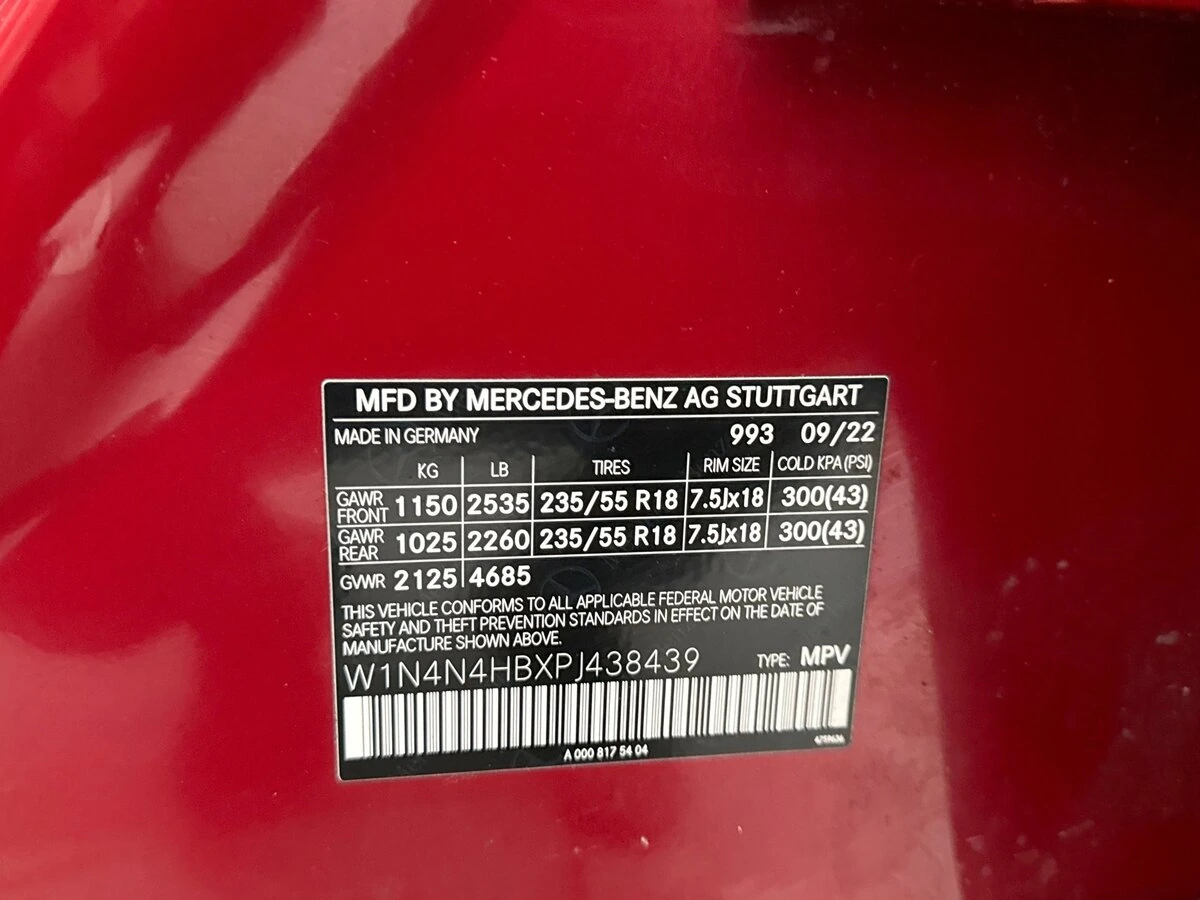 MFD BY MERCEDES-BENZ AG STUTTGART
MADE IN GERMANY 993 09/22
KG LB TIRES RIM SIZE COLD KPA (PSI)
GAWR FRONT 1150 2535 235/55 R18 7.5Jx18 300(43)
GAWR REAR 1025 2260 235/55 R18 7.5Jx18 300(43)
GVWR 2125 4685
THIS VEHICLE CONFORMS TO ALL APPLICABLE FEDERAL MOTOR VEHICLE
SAFETY AND THEFT PREVENTION STANDARDS IN EFFECT ON THE DATE OF
MANUFACTURE SHOWN ABOVE.
W1N4N4HBXPJ438439 TYPE: MPV
A 000 817 54 04